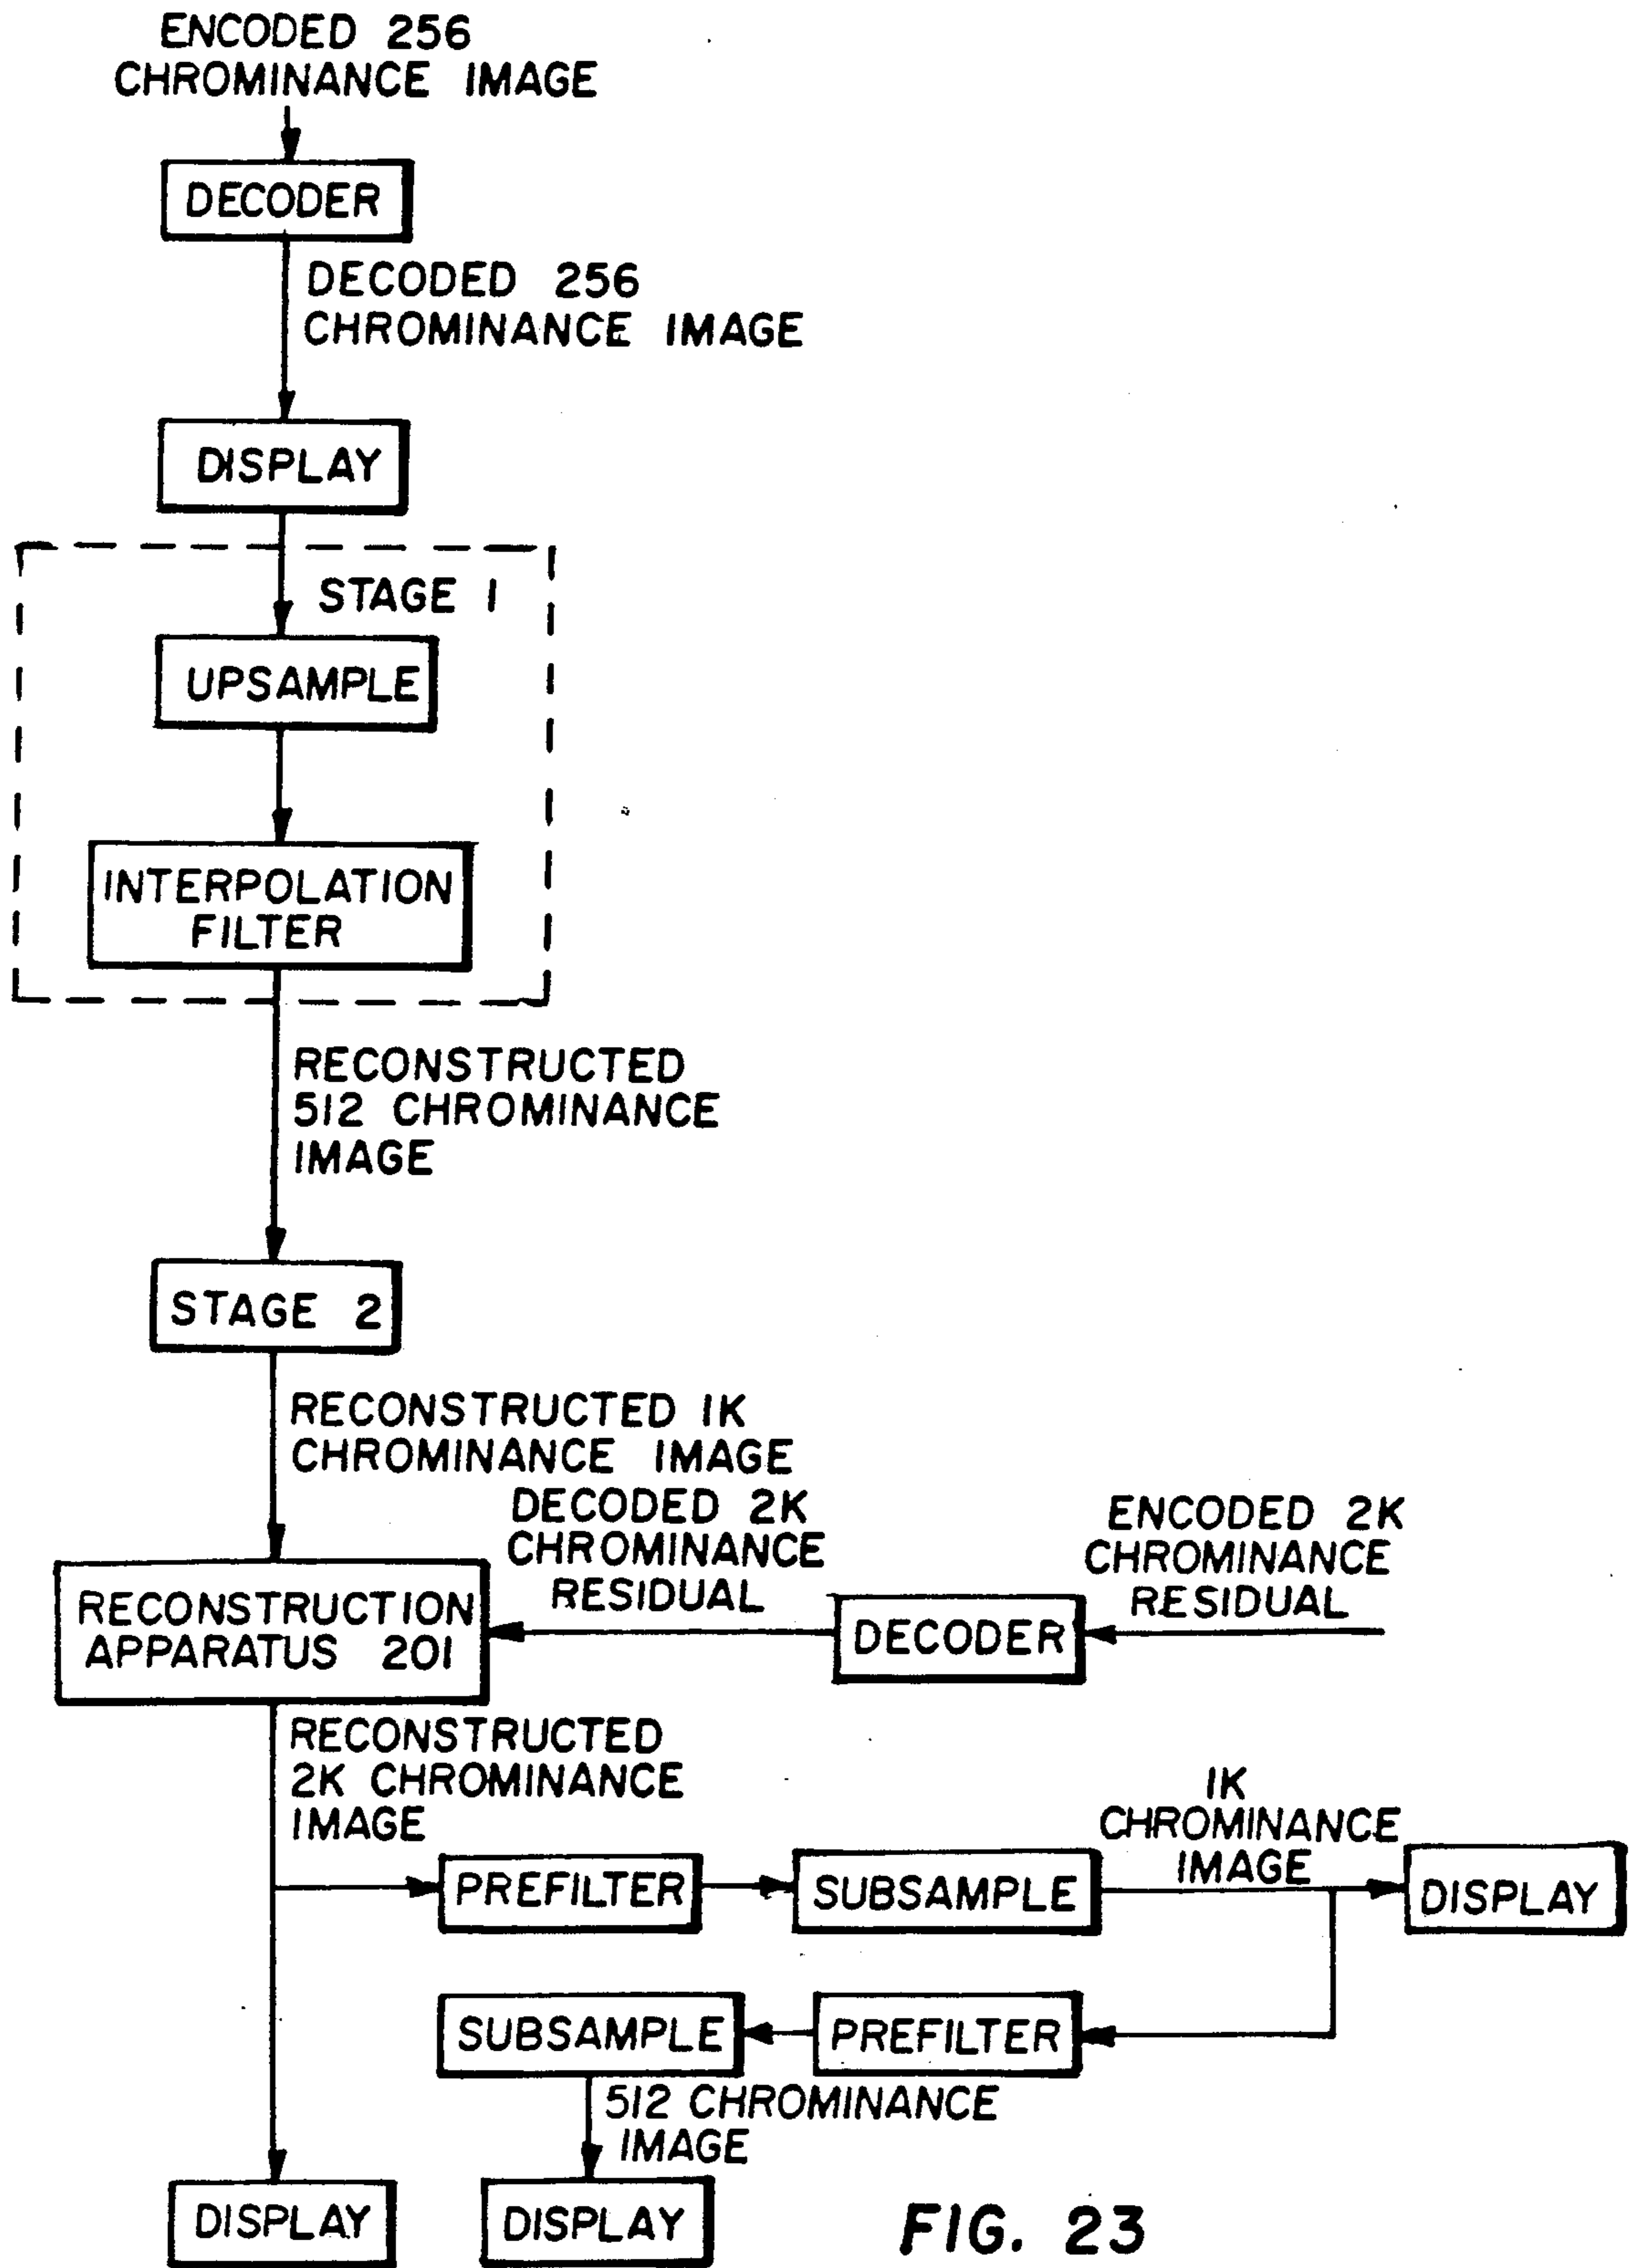 ENCODED 256
CHROMINANCE IMAGE
DECODER
DECODED 256
CHROMINANCE IMAGE
DISPLAY
STAGE 1
UPSAMPLE
INTERPOLATION
FILTER
RECONSTRUCTED
512 CHROMINANCE
IMAGE
STAGE 2
RECONSTRUCTED 1K
CHROMINANCE IMAGE
DECODED 2K
CHROMINANCE
RESIDUAL
ENCODED 2K
CHROMINANCE
RESIDUAL
RECONSTRUCTION
APPARATUS 201
DECODER
RECONSTRUCTED
2K CHROMINANCE
IMAGE
PREFILTER
SUBSAMPLE
1K
CHROMINANCE
IMAGE
DISPLAY
SUBSAMPLE
PREFILTER
512 CHROMINANCE
IMAGE
DISPLAY
DISPLAY
FIG. 23